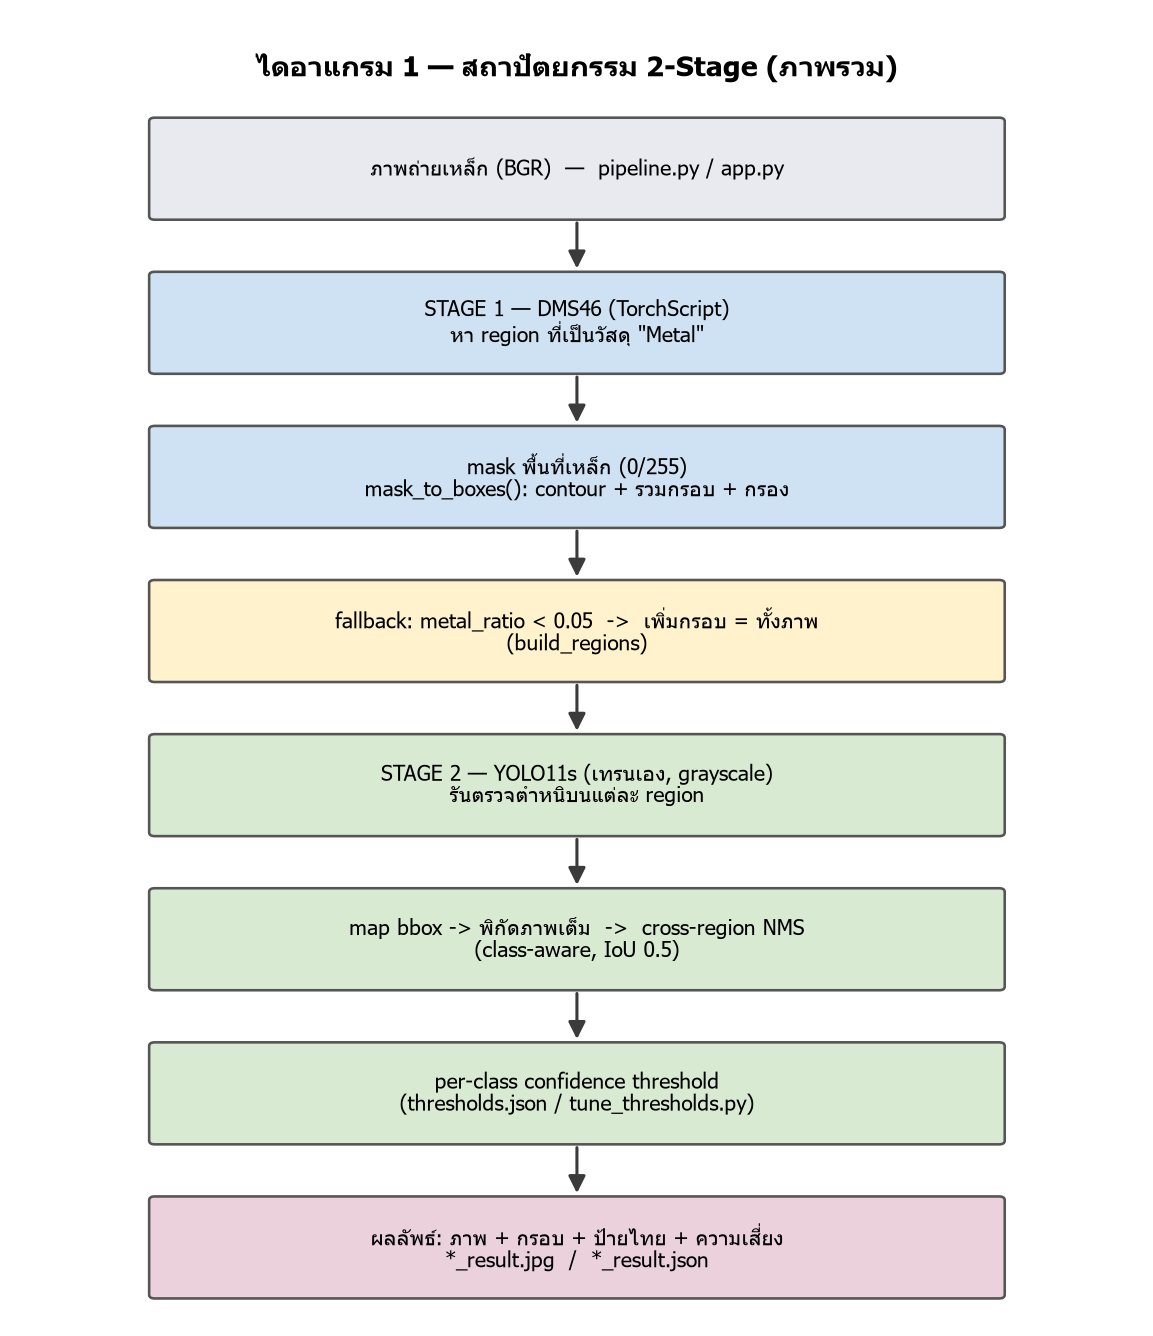 ไดอาแกรม 1 — สถาปัตยกรรม 2-Stage (ภาพรวม)
ภาพถ่ายเหล็ก (BGR) — pipeline.py / app.py
STAGE 1 — DMS46 (TorchScript)
หา region ที่เป็นวัสดุ "Metal"
mask พื้นที่เหล็ก (0/255)
mask_to_boxes(): contour + รวมกรอบ + กรอง
fallback: metal_ratio < 0.05 -> เพิ่มกรอบ = ทั้งภาพ
(build_regions)
STAGE 2 — YOLO11s (เทรนเอง, grayscale)
รันตรวจตำหนิบนแต่ละ region
map bbox -> พิกัดภาพเต็ม -> cross-region NMS
(class-aware, IoU 0.5)
per-class confidence threshold
(thresholds.json / tune_thresholds.py)
ผลลัพธ์: ภาพ + กรอบ + ป้ายไทย + ความเสี่ยง
*_result.jpg / *_result.json